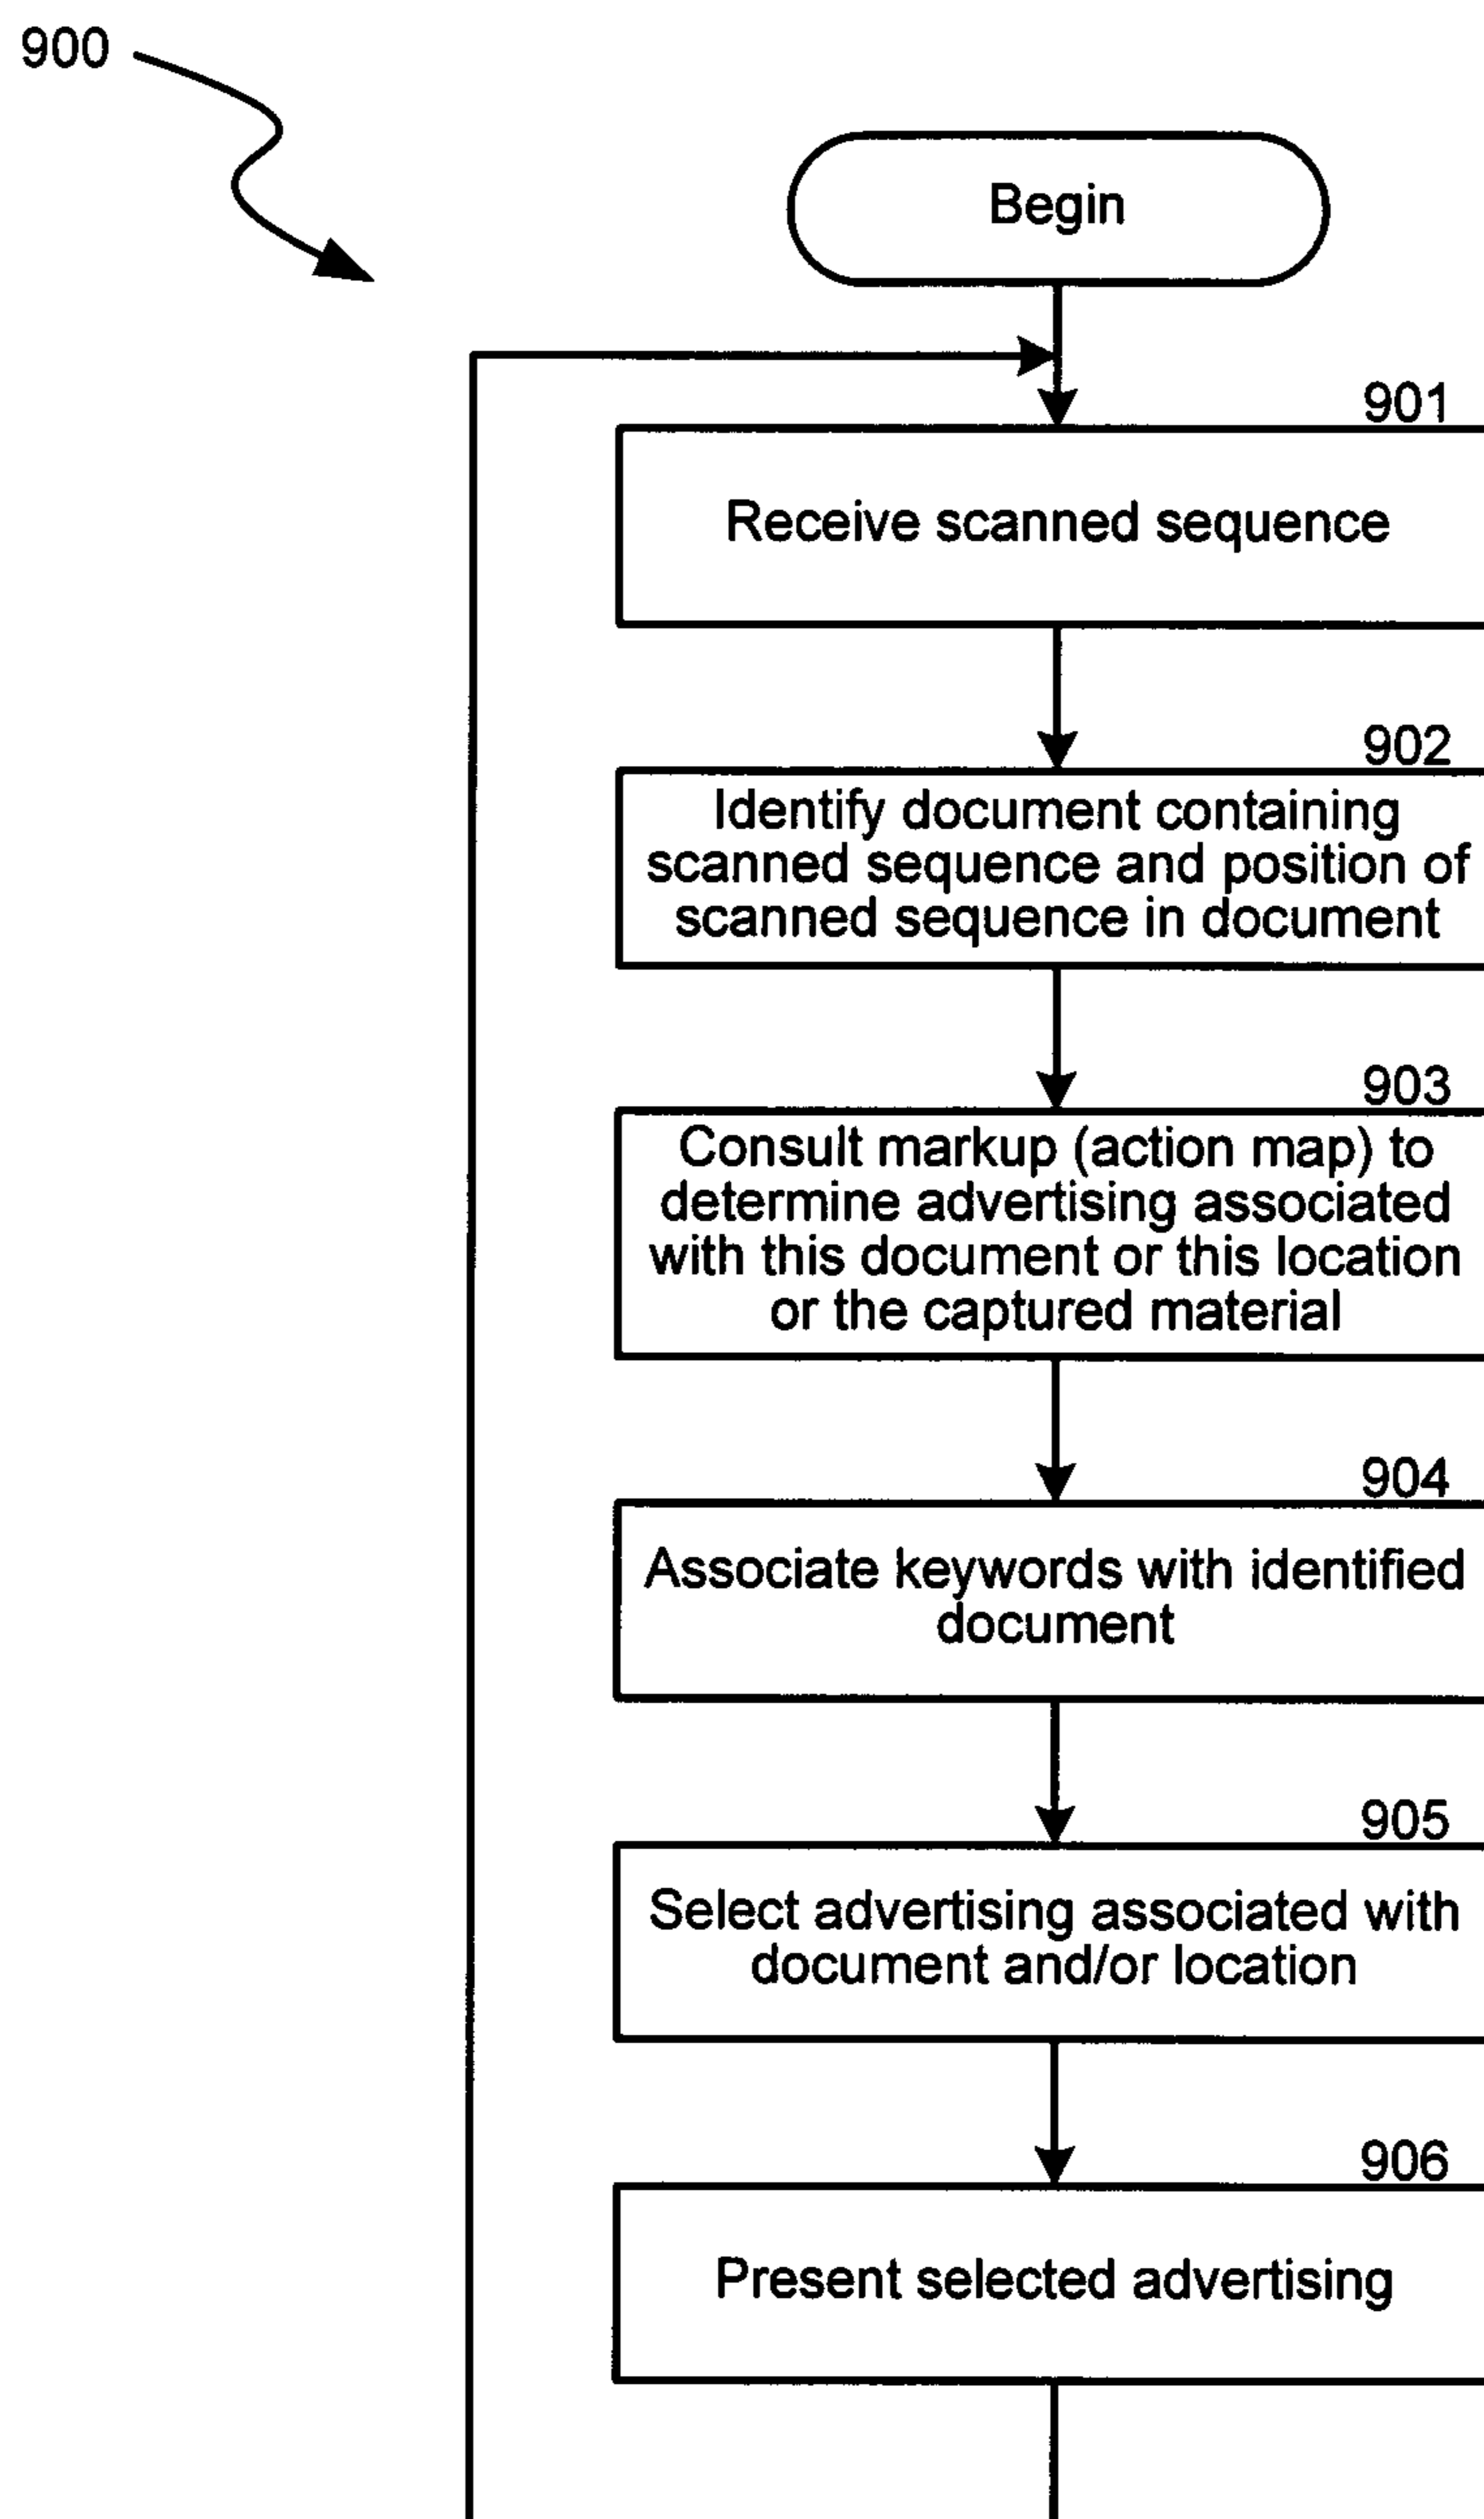 900
Begin
901
Receive scanned sequence
902
Identify document containing
scanned sequence and position of
scanned sequence in document
903
Consult markup (action map) to
determine advertising associated
with this document or this location
or the captured material
904
Associate keywords with identified
document
905
Select advertising associated with
document and/or location
906
Present selected advertising